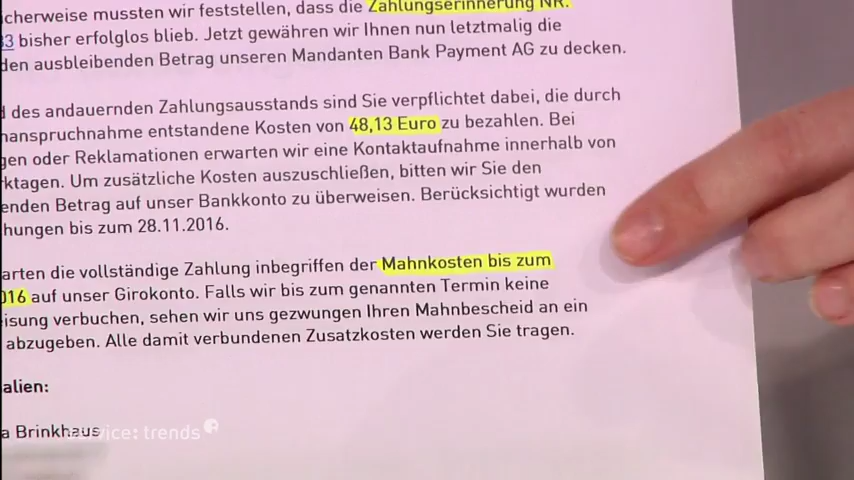 icherweise mussten wir feststellen, dass die Zahlungserinnerung NR.
33 bisher erfolglos blieb. Jetzt gewähren wir Ihnen nun letztmalig die
den ausbleibenden Betrag unseren Mandanten Bank Payment AG zu decken.
d des andauernden Zahlungsausstands sind Sie verpflichtet dabei, die durch
nanspruchnahme entstandene Kosten von 48,13 Euro zu bezahlen. Bei
gen oder Reklamationen erwarten wir eine Kontaktaufnahme innerhalb von
rktagen. Um zusätzliche Kosten auszuschließen, bitten wir Sie den
enden Betrag auf unser Bankkonto zu überweisen. Berücksichtigt wurden
hungen bis zum 28.11.2016.
arten die vollständige Zahlung inbegriffen der Mahnkosten bis zum
016 auf unser Girokonto. Falls wir bis zum genannten Termin keine
eisung verbuchen, sehen wir uns gezwungen Ihren Mahnbescheid an ein
abzugeben. Alle damit verbundenen Zusatzkosten werden Sie tragen.
alien:
a Brinkhaus
service: trends